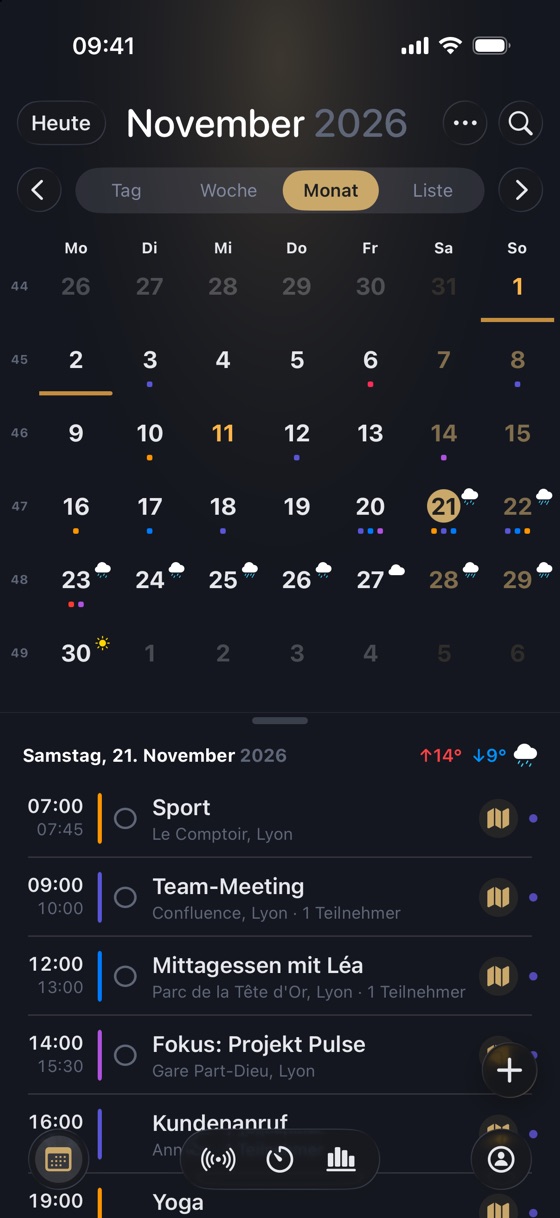 09:41
Heute November 2026
Tag Woche Monat Liste
Mo Di Mi Do Fr Sa So
44 26 27 28 29 30 31 1
45 2 3 4 5 6 7 8
46 9 10 11 12 13 14 15
47 16 17 18 19 20 21 22
48 23 24 25 26 27 28 29
49 30 1 2 3 4 5 6
Samstag, 21. November 2026 ↑14° ↓9°
07:00 Sport
07:45 Le Comptoir, Lyon
09:00 Team-Meeting
10:00 Confluence, Lyon · 1 Teilnehmer
12:00 Mittagessen mit Léa
13:00 Parc de la Tête d'Or, Lyon · 1 Teilnehmer
14:00 Fokus: Projekt Pulse
15:30 Gare Part-Dieu, Lyon
16:00 Kundenanruf
19:00 Yoga